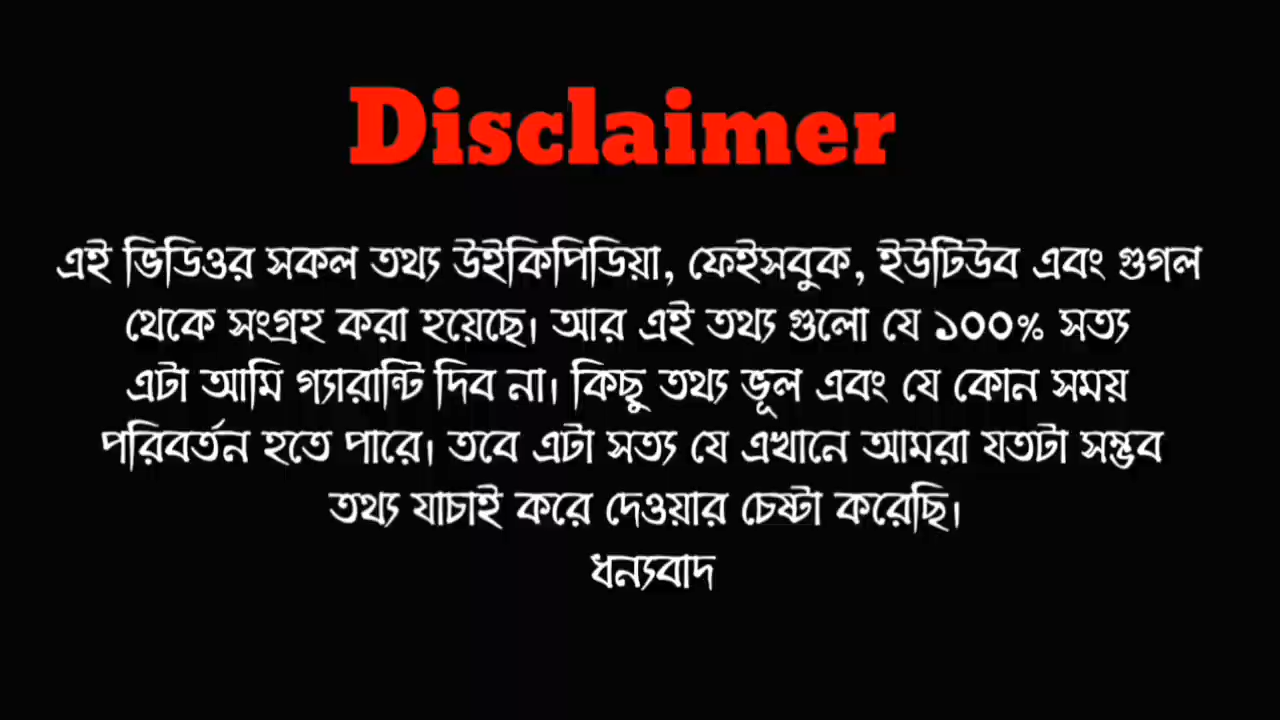 Disclaimer
এই ভিডিওর সকল তথ্য উইকিপিডিয়া, ফেইসবুক, ইউটিউব এবং গুগল
থেকে সংগ্রহ করা হয়েছে। আর এই তথ্য গুলো যে ১০০% সত্য
এটা আমি গ্যারান্টি দিব না। কিছু তথ্য ভূল এবং যে কোন সময়
পরিবর্তন হতে পারে। তবে এটা সত্য যে এখানে আমরা যতটা সম্ভব
তথ্য যাচাই করে দেওয়ার চেষ্টা করেছি।
ধন্যবাদ